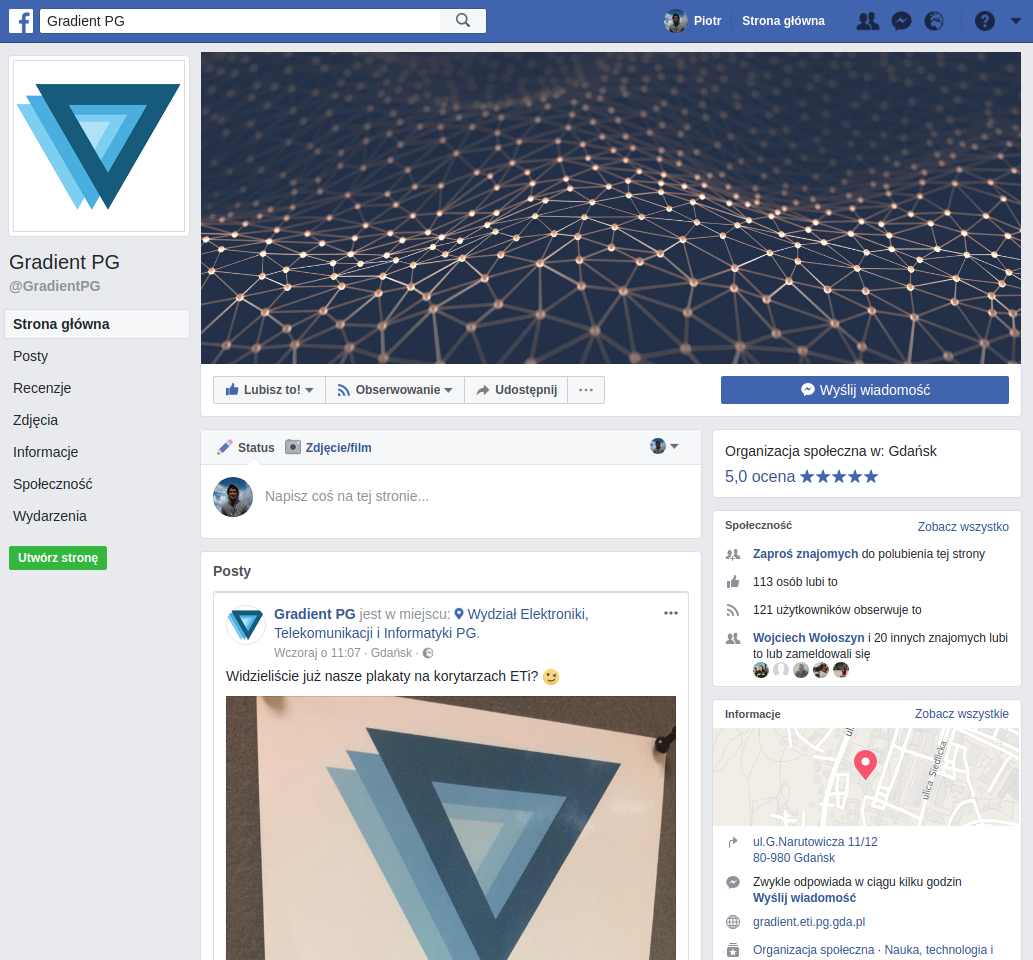 Gradient PG
Piotr
Strona główna
Gradient PG
@GradientPG
Strona główna
Posty
Recenzje
Zdjęcia
Informacje
Społeczność
Wydarzenia
Utwórz stronę
Lubisz to!
Obserwowanie
Udostępnij
Wyślij wiadomość
Status
Zdjęcie/film
Napisz coś na tej stronie...
Posty
Gradient PG jest w miejscu: Wydział Elektroniki,
Telekomunikacji i Informatyki PG.
Wczoraj o 11:07 · Gdańsk ·
Widzieliście już nasze plakaty na korytarzach ETi?
Organizacja społeczna w: Gdańsk
5,0 ocena
Społeczność
Zobacz wszystko
Zaproś znajomych do polubienia tej strony
113 osób lubi to
121 użytkowników obserwuje to
Wojciech Wołoszyn i 20 innych znajomych lubi
to lub zameldowali się
Informacje
Zobacz wszystkie
ul.
ulica Siedlicka
ul.G.Narutowicza 11/12
80-980 Gdańsk
Zwykle odpowiada w ciągu kilku godzin
Wyślij wiadomość
gradient.eti.pg.gda.pl
Organizacja społeczna · Nauka, technologia i